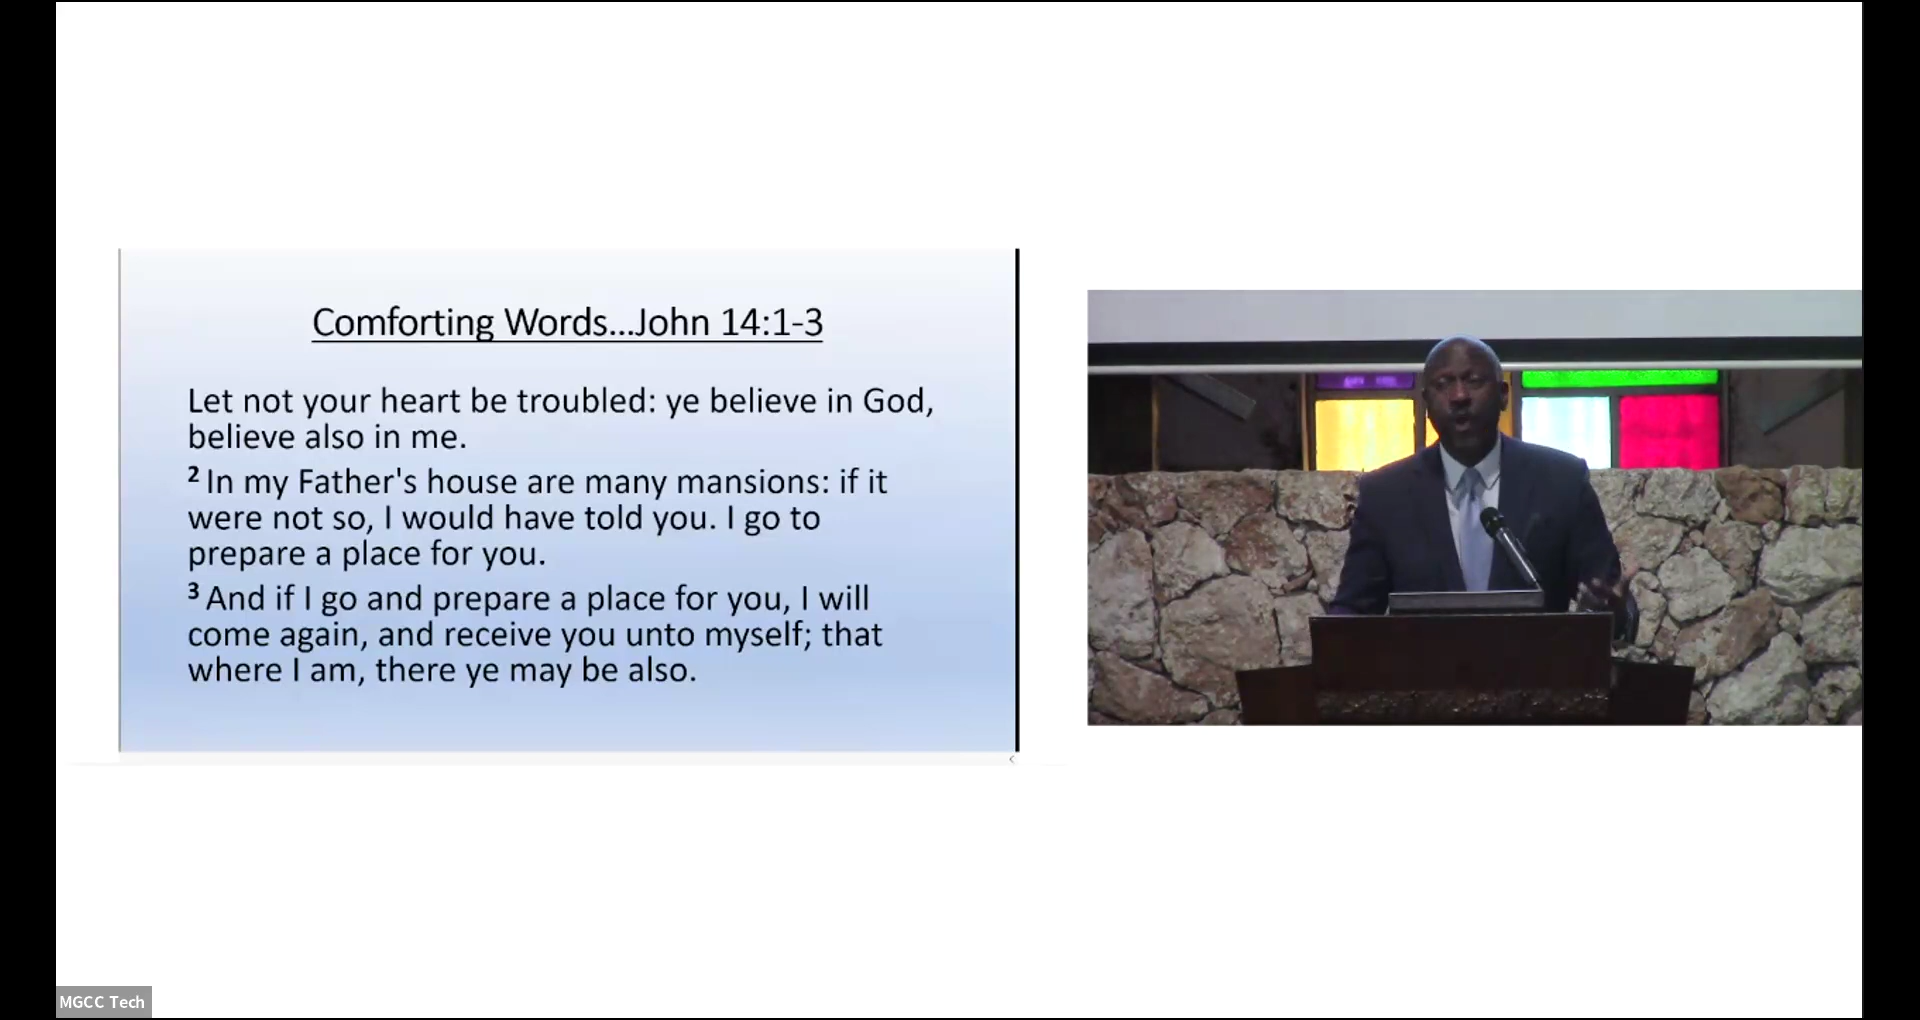 Comforting Words...John 14:1-3
Let not your heart be troubled: ye believe in God,
believe also in me.
2 In my Father's house are many mansions: if it
were not so, I would have told you. I go to
prepare a place for you.
3 And if I go and prepare a place for you, I will
come again, and receive you unto myself; that
where I am, there ye may be also.
MGCC Tech